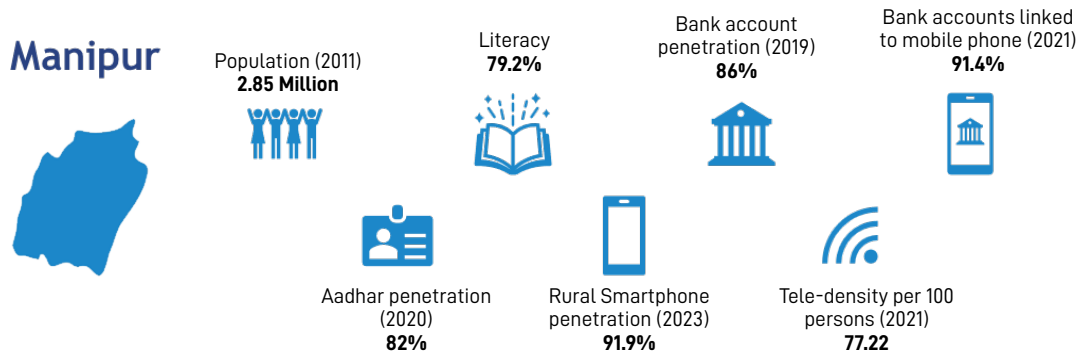 Manipur
Population (2011)
2.85 Million
Literacy
79.2%
Bank account
penetration (2019)
86%
Bank accounts linked
to mobile phone (2021)
91.4%
Aadhar penetration
(2020)
82%
Rural Smartphone
penetration (2023)
91.9%
Tele-density per 100
persons (2021)
77.22